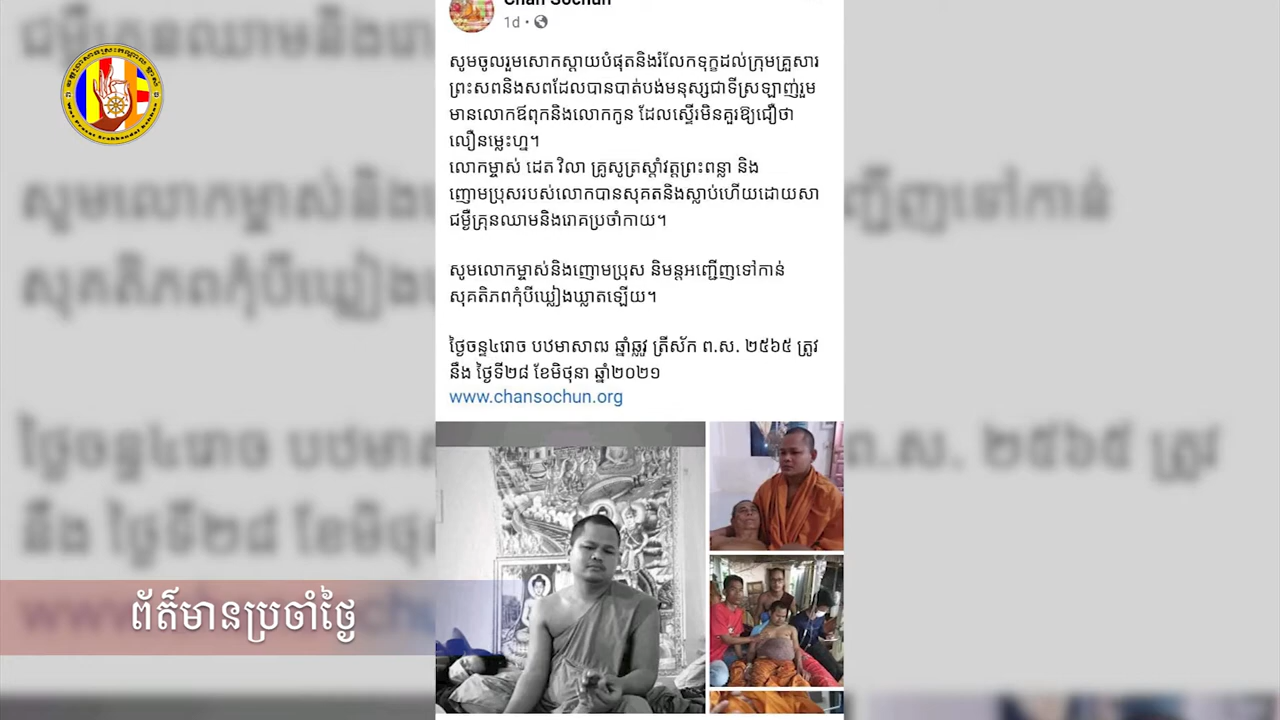 Chan Sochun
1d
សូមចូលរួមសោកស្តាយបំផុតនិងរំលែកទុក្ខដល់ក្រុមគ្រួសារ
ព្រះសពនិងសពដែលបានបាត់បង់មនុស្សជាទីស្រឡាញ់រួម
មានលោកឪពុកនិងលោកកូន ដែលស្ទើរមិនគួរឱ្យជឿថា
លឿនម្លេះហ្ន។
លោកម្ចាស់ ដេត វិលា គ្រូសូត្រស្តាំវត្តព្រះពន្លា និង
ញោមប្រុសរបស់លោកបានសុគតនិងស្លាប់ហើយដោយសា
ជម្ងឺគ្រុនឈាមនិងរោគប្រចាំកាយ។
សូមលោកម្ចាស់និងញោមប្រុស និមន្តអញ្ជើញទៅកាន់
សុគតិភពកុំបីឃ្លៀងឃ្លាតឡើយ។
ថ្ងៃចន្ទ៤រោច បឋមាសាឍ ឆ្នាំឆ្លូវ ត្រីស័ក ព.ស. ២៥៦៥ ត្រូវ
នឹង ថ្ងៃទី២៨ ខែមិថុនា ឆ្នាំ២០២១
www.chansochun.org
ព័ត៌មានប្រចាំថ្ងៃ